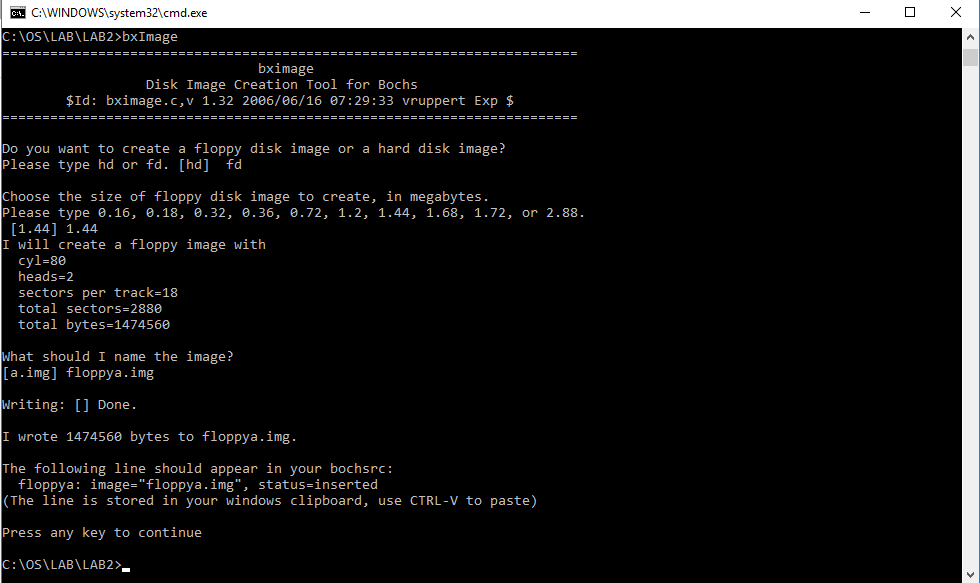 C:\WINDOWS\system32\cmd.exe
C:\OS\LAB\LAB2>bxImage
========================================================================
bximage
Disk Image Creation Tool for Bochs
$Id: bximage.c,v 1.32 2006/06/16 07:29:33 vruppert Exp $
========================================================================
Do you want to create a floppy disk image or a hard disk image?
Please type hd or fd. [hd] fd
Choose the size of floppy disk image to create, in megabytes.
Please type 0.16, 0.18, 0.32, 0.36, 0.72, 1.2, 1.44, 1.68, 1.72, or 2.88.
[1.44] 1.44
I will create a floppy image with
cyl=80
heads=2
sectors per track=18
total sectors=2880
total bytes=1474560
What should I name the image?
[a.img] floppya.img
Writing: [] Done.
I wrote 1474560 bytes to floppya.img.
The following line should appear in your bochsrc:
floppya: image="floppya.img", status=inserted
(The line is stored in your windows clipboard, use CTRL-V to paste)
Press any key to continue
C:\OS\LAB\LAB2>